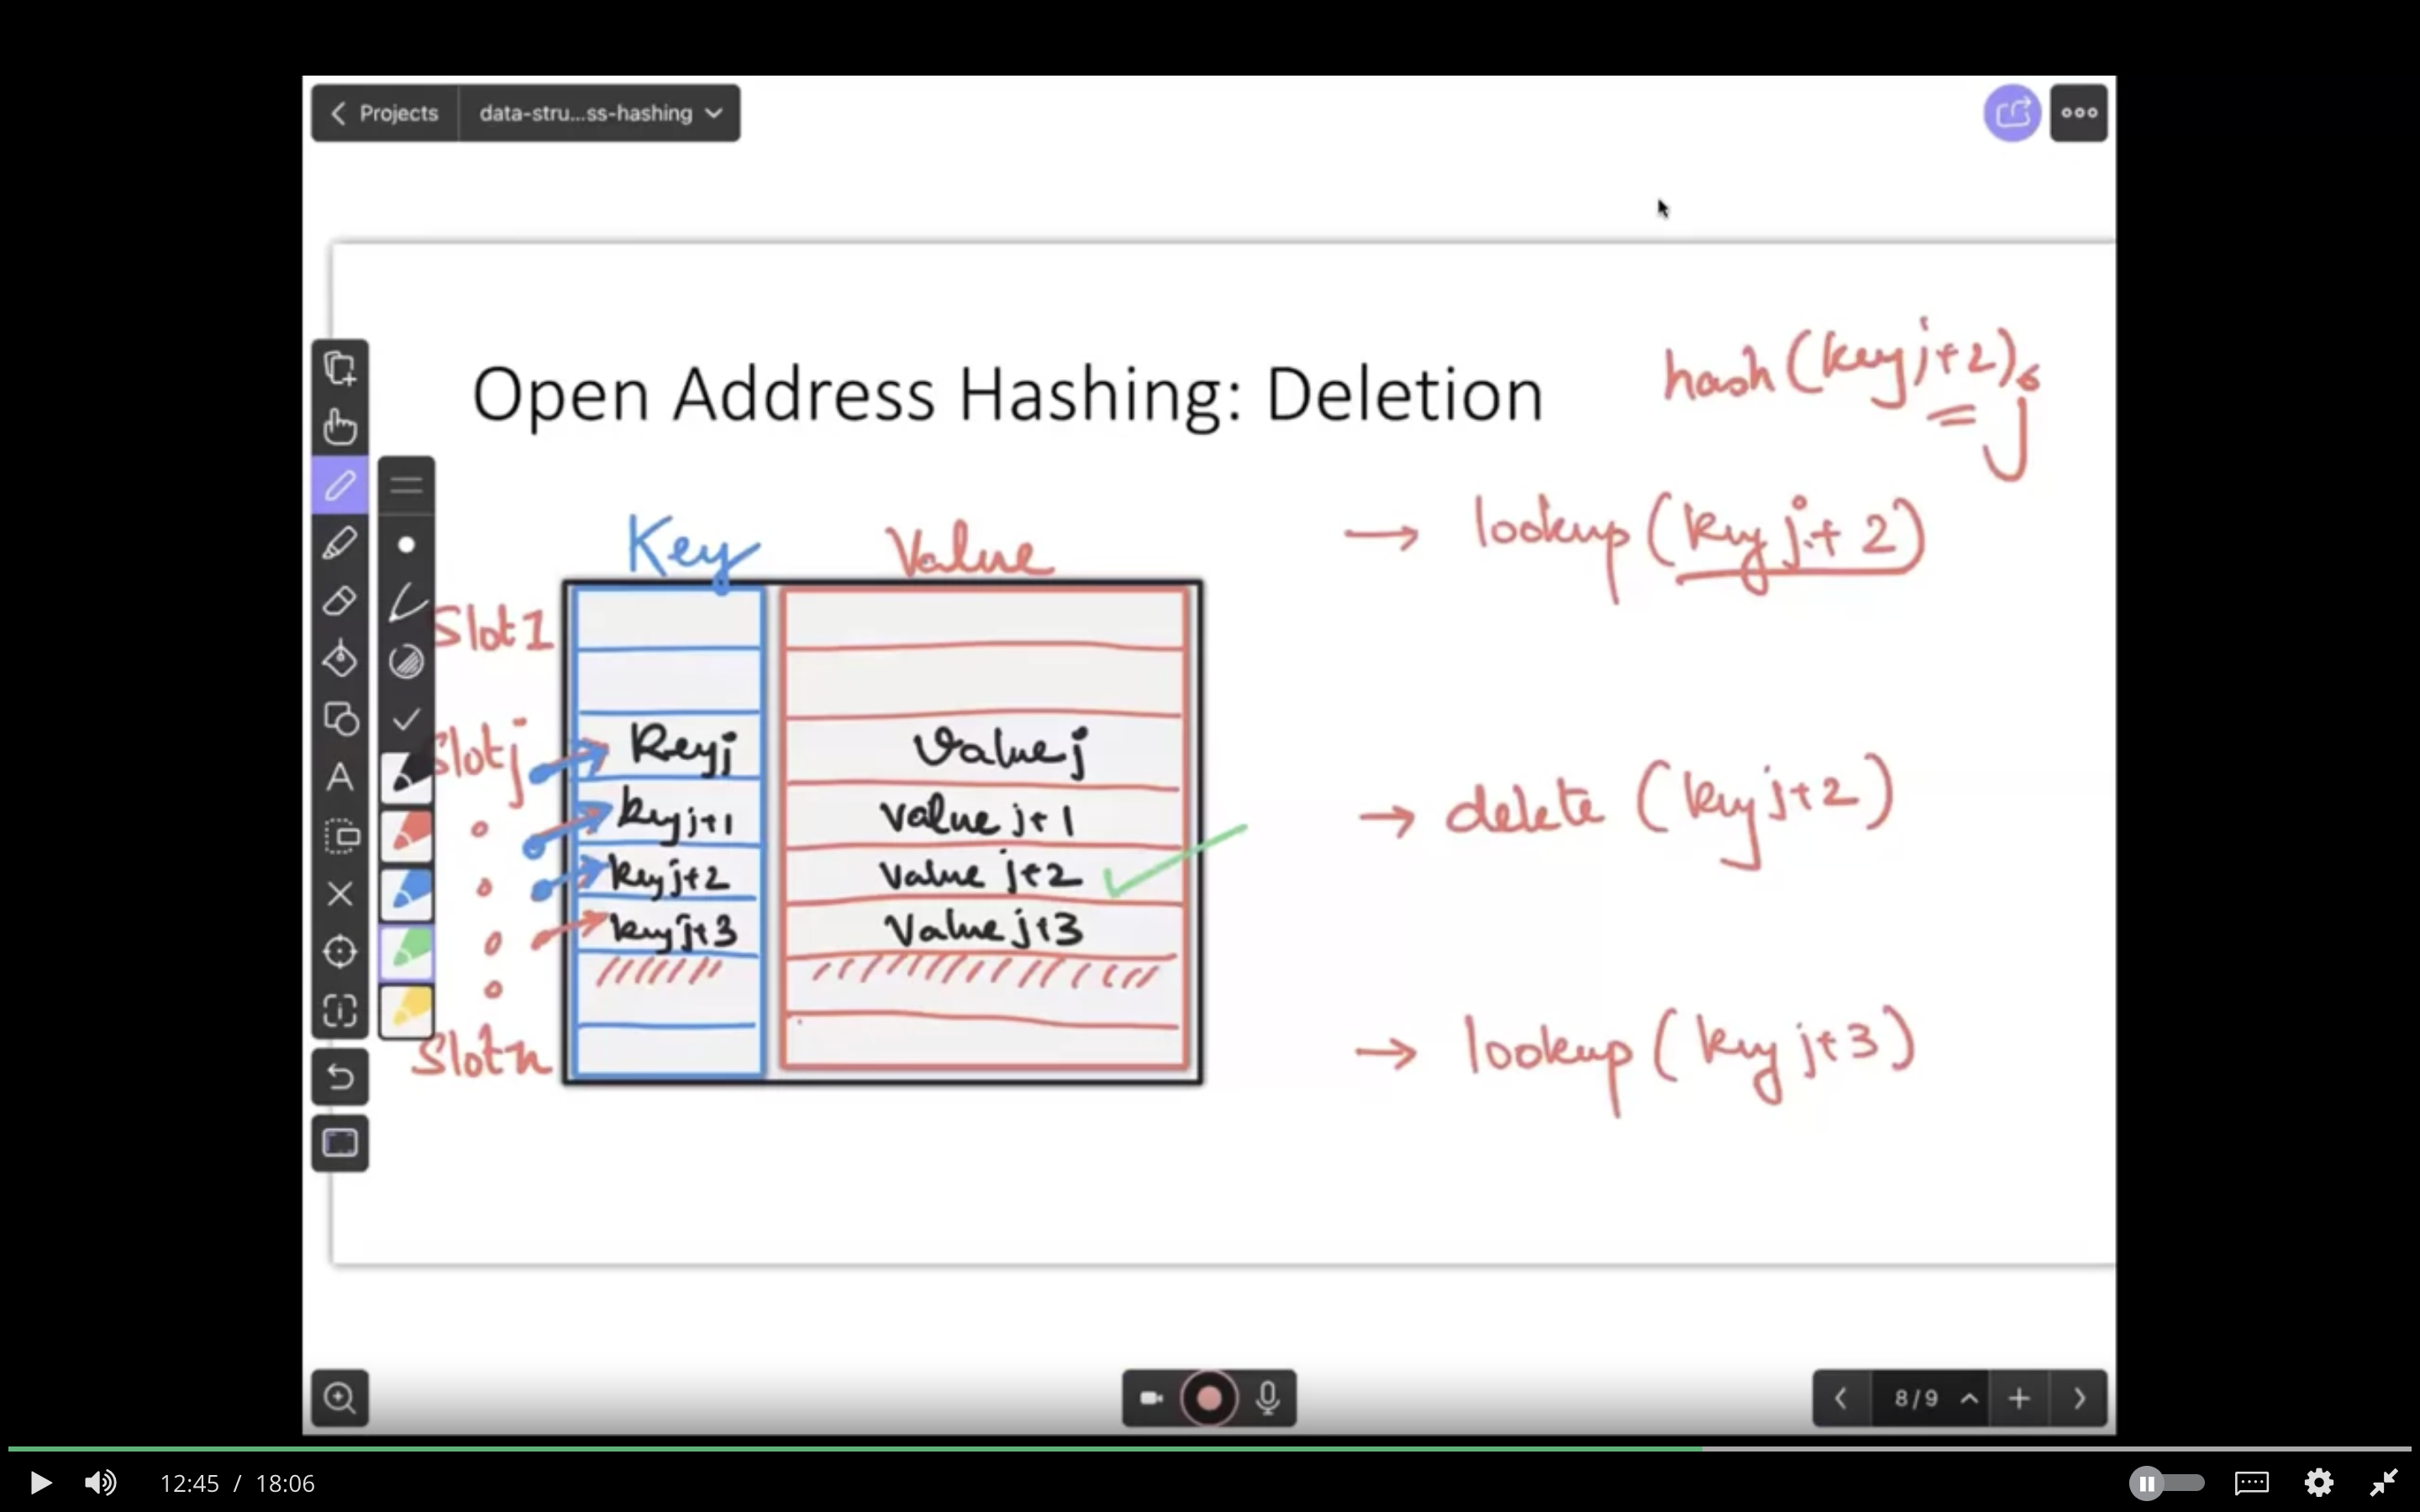 Projects data-stru...ss-hashing
hash (key j+2)
= j
Open Address Hashing: Deletion
→ lookup (key j+2)
Key Value
Slot 1
Slot j Key j Value j
key j+1 value j+1
→ delete (key j+2)
key j+2 value j+2
key j+3 Value j+3
Slot n
→ lookup (key j+3)
8/9
12:45 / 18:06